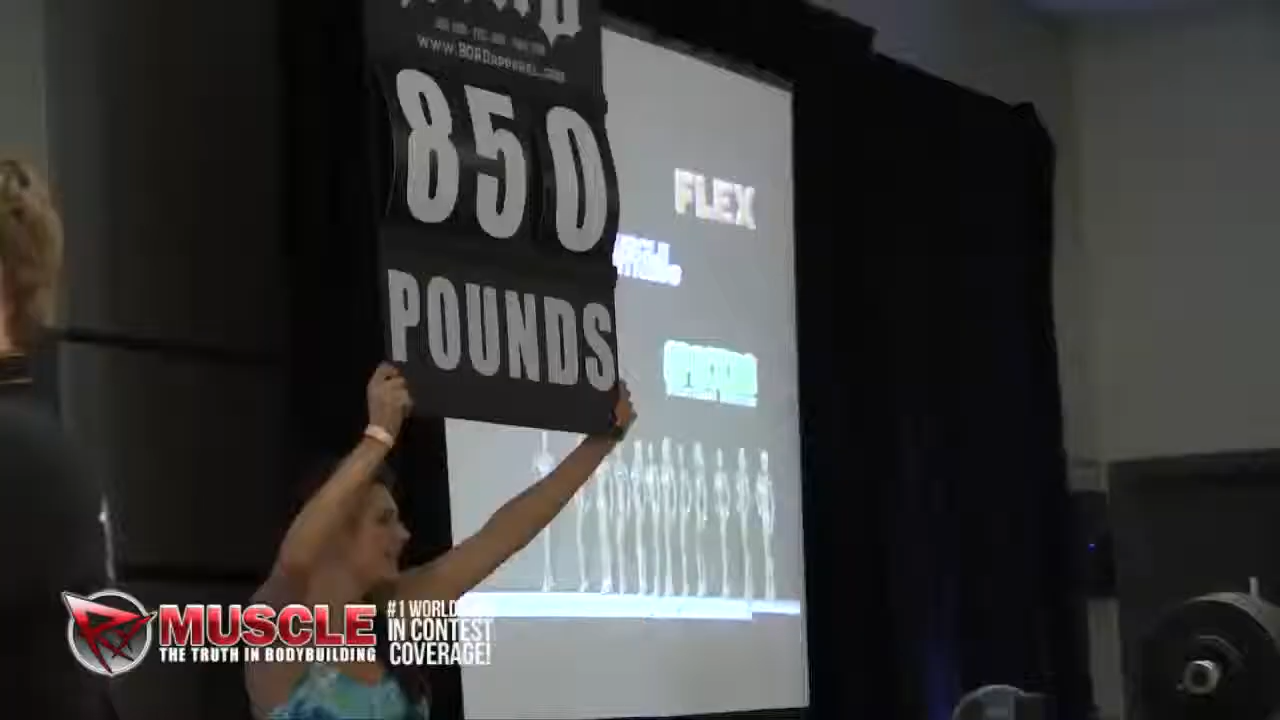 WWW.BORDAPPAREL.COM
850
POUNDS
FLEX
MUSCLE
THE TRUTH IN BODYBUILDING
#1 WORLD
IN CONTEST
COVERAGE!